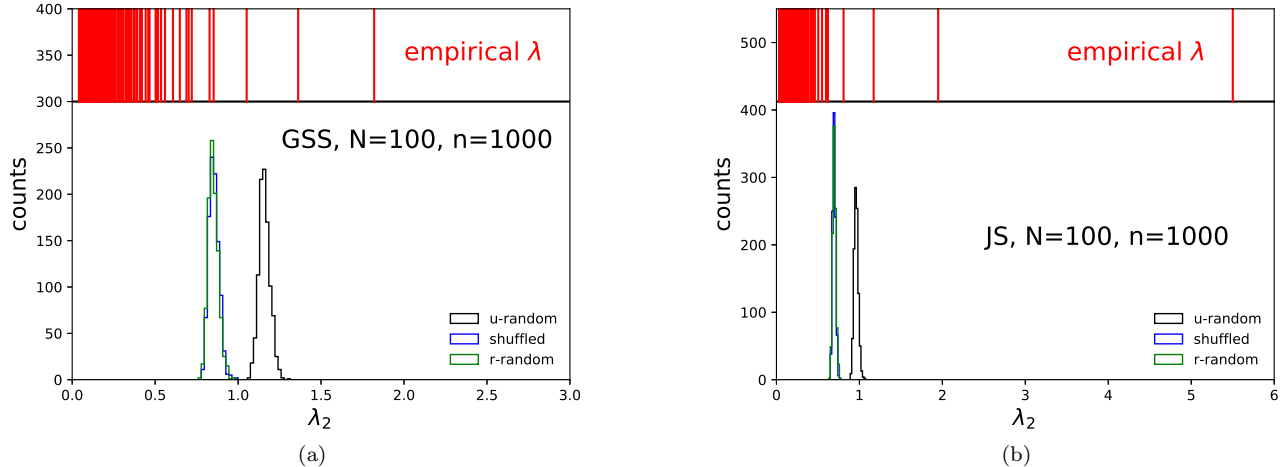 400
350
300
250
200
150
100
50
0
counts
empirical λ
GSS, N=100, n=1000
u-random
shuffled
r-random
0.0 0.5 1.0 1.5 2.0 2.5 3.0
λ2
(a)
500
400
300
200
100
0
counts
empirical λ
JS, N=100, n=1000
u-random
shuffled
r-random
0 1 2 3 4 5 6
λ2
(b)